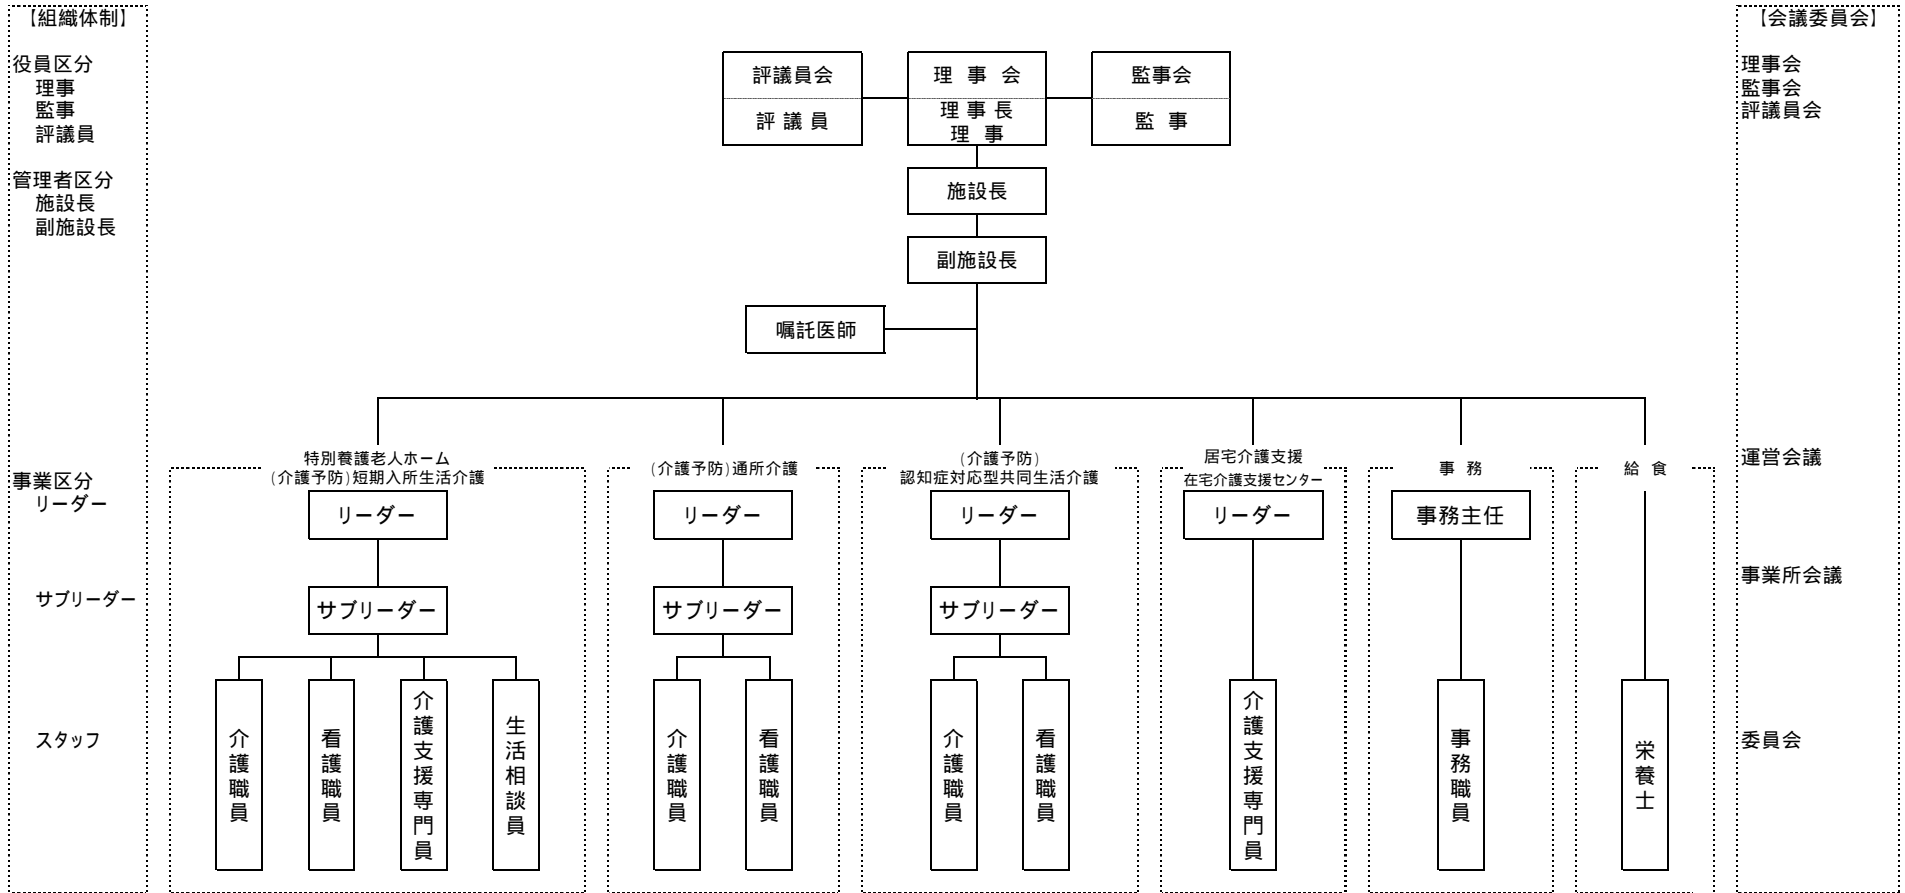 【組織体制】
役員区分
理事
監事
評議員
管理者区分
施設長
副施設長
事業区分
リーダー
サブリーダー
スタッフ
評議員会
評 議 員
理 事 会
理 事 長
理 事
監事会
監 事
施設長
副施設長
嘱託医師
特別養護老人ホーム
(介護予防)短期入所生活介護
リーダー
サブリーダー
介護職員
看護職員
介護支援専門員
生活相談員
(介護予防)通所介護
リーダー
サブリーダー
介護職員
看護職員
(介護予防)
認知症対応型共同生活介護
リーダー
サブリーダー
介護職員
看護職員
居宅介護支援
在宅介護支援センター
リーダー
介護支援専門員
事 務
事務主任
事務職員
給 食
栄養士
【会議委員会】
理事会
監事会
評議員会
運営会議
事業所会議
委員会